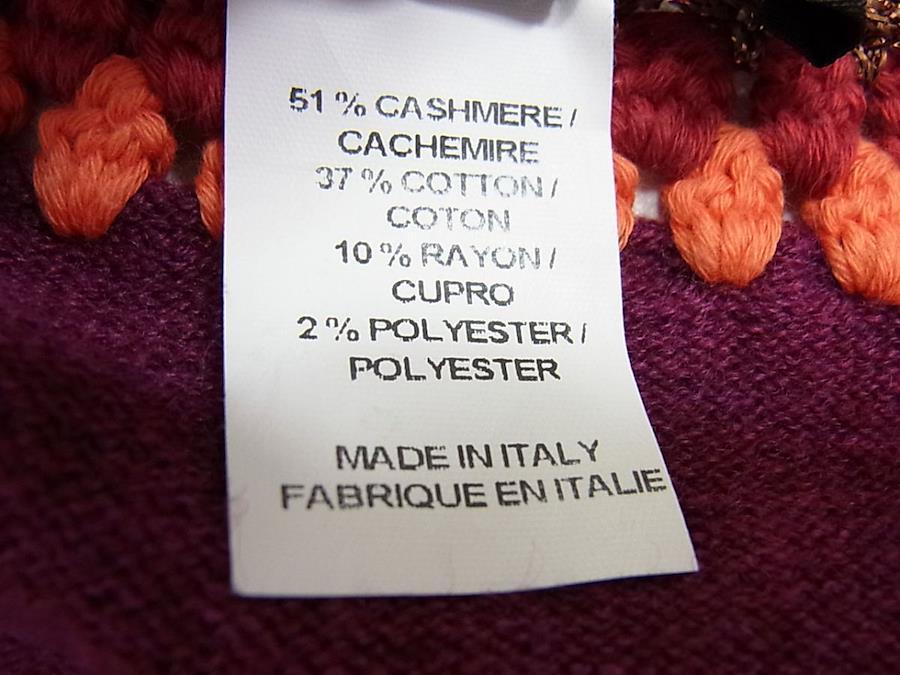 51 % CASHMERE /
CACHEMIRE
37 % COTTON /
COTON
10 % RAYON /
CUPRO
2 % POLYESTER /
POLYESTER
MADE IN ITALY
FABRIQUE EN ITALIE